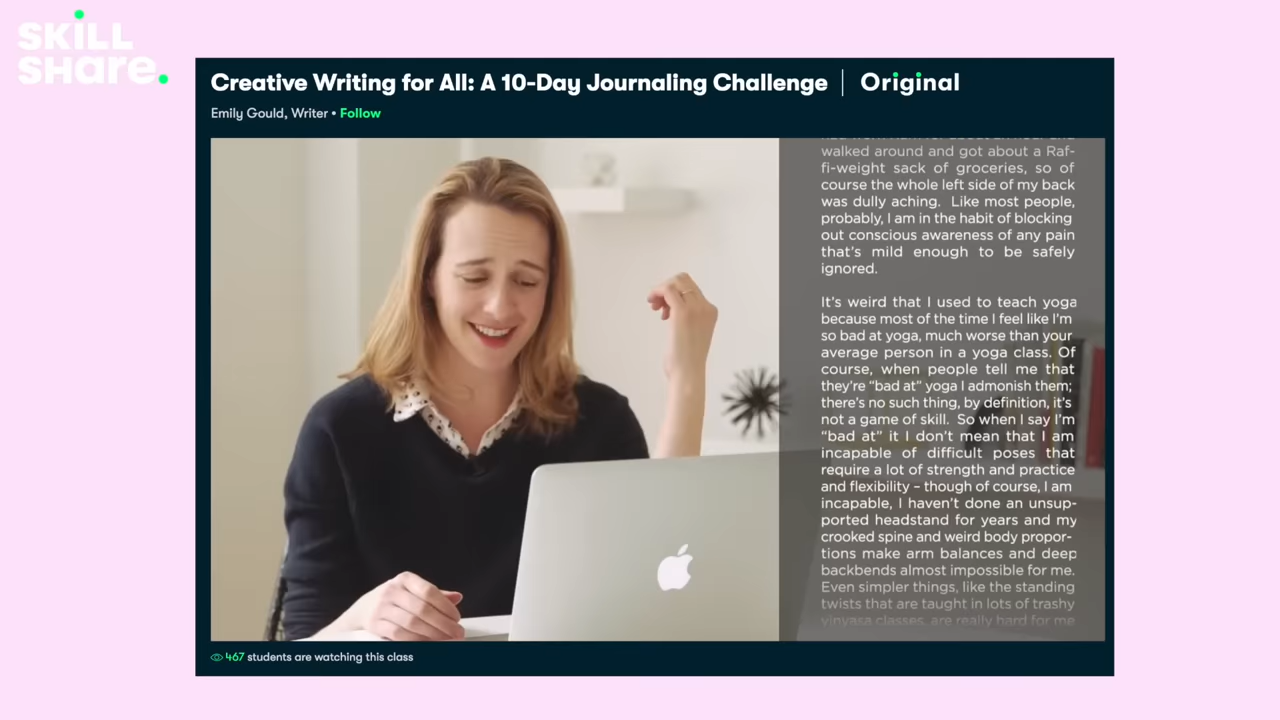 SKILL
SHare.
Creative Writing for All: A 10-Day Journaling Challenge | Original
Emily Gould, Writer • Follow
walked around and got about a Raf-
fi-weight sack of groceries, so of
course the whole left side of my back
was dully aching. Like most people,
probably, I am in the habit of blocking
out conscious awareness of any pain
that's mild enough to be safely
ignored.
It's weird that I used to teach yoga
because most of the time I feel like I'm
so bad at yoga, much worse than your
average person in a yoga class. Of
course, when people tell me that
they're "bad at" yoga I admonish them;
there's no such thing, by definition, it's
not a game of skill. So when I say I'm
"bad at" it I don't mean that I am
incapable of difficult poses that
require a lot of strength and practice
and flexibility – though of course, I am
incapable, I haven't done an unsup-
ported headstand for years and my
crooked spine and weird body propor-
tions make arm balances and deep
backbends almost impossible for me.
Even simpler things, like the standing
twists that are taught in lots of trashy
vinyasa classes, are really hard for me
467 students are watching this class